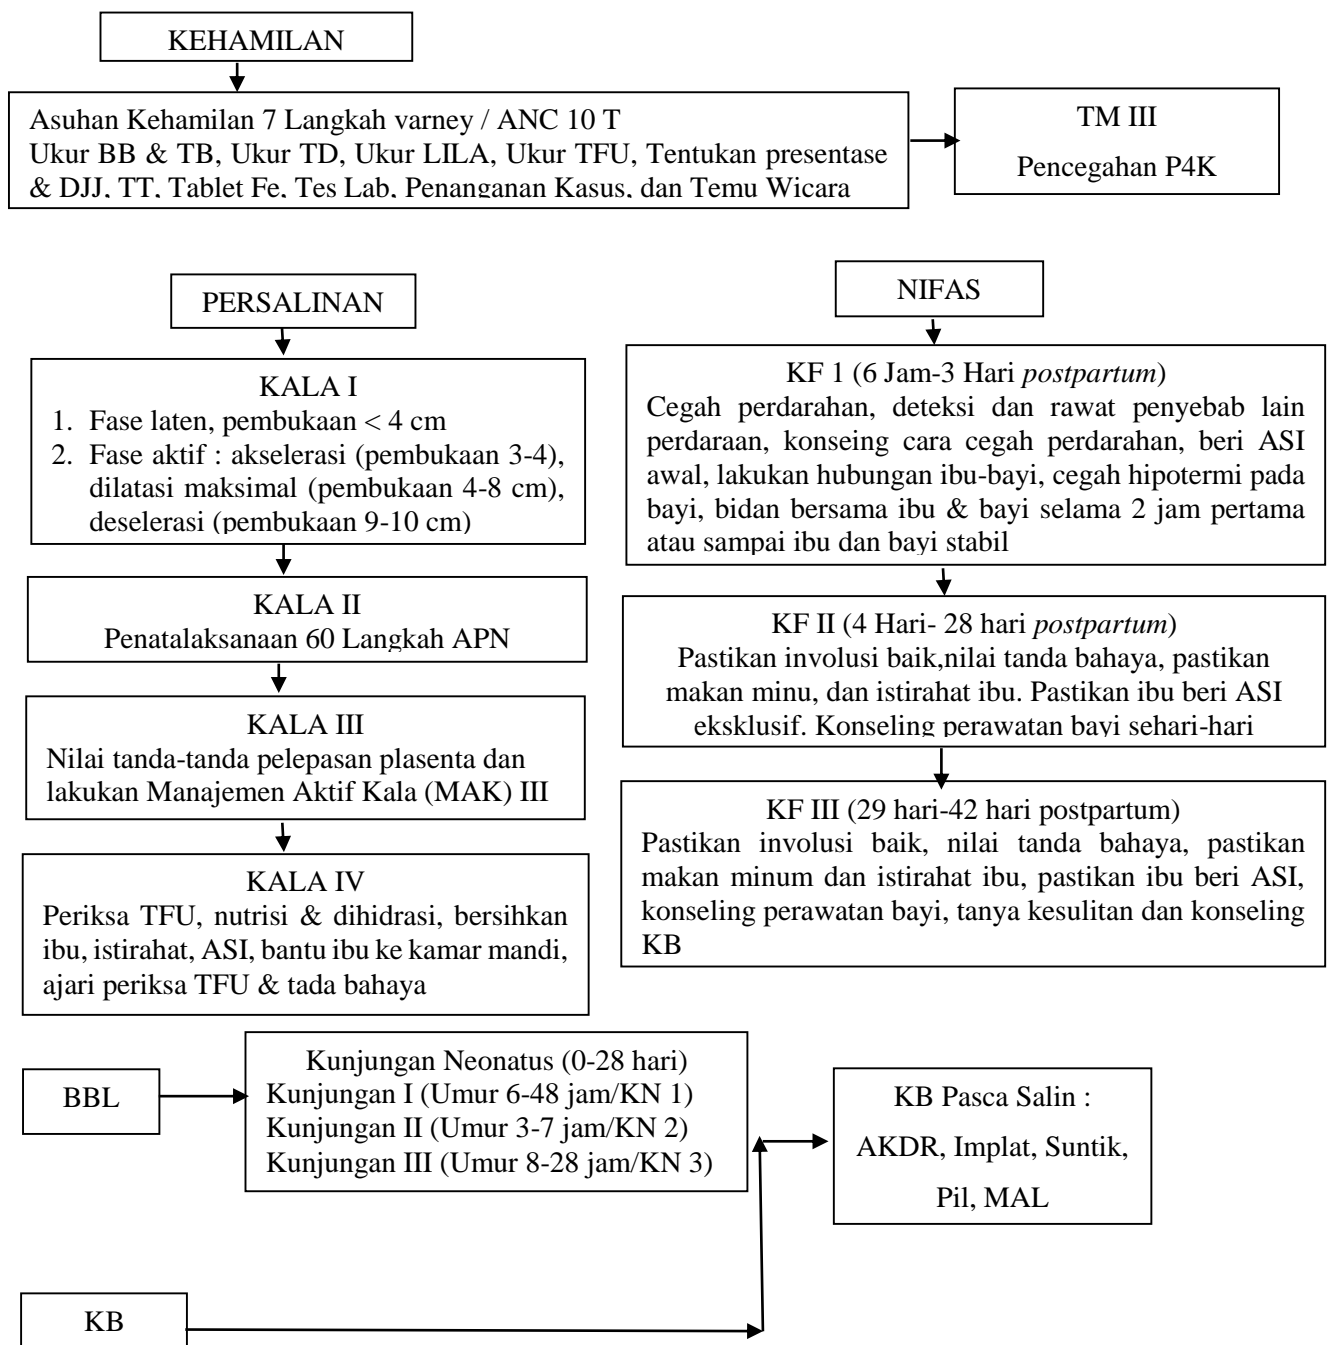 KEHAMILAN
Asuhan Kehamilan 7 Langkah varney / ANC 10 T
Ukur BB & TB, Ukur TD, Ukur LILA, Ukur TFU, Tentukan presentase
& DJJ, TT, Tablet Fe, Tes Lab, Penanganan Kasus, dan Temu Wicara
TM III
Pencegahan P4K
PERSALINAN
KALA I
1. Fase laten, pembukaan < 4 cm
2. Fase aktif : akselerasi (pembukaan 3-4),
dilatasi maksimal (pembukaan 4-8 cm),
deselerasi (pembukaan 9-10 cm)
KALA II
Penatalaksanaan 60 Langkah APN
KALA III
Nilai tanda-tanda pelepasan plasenta dan
lakukan Manajemen Aktif Kala (MAK) III
KALA IV
Periksa TFU, nutrisi & dihidrasi, bersihkan
ibu, istirahat, ASI, bantu ibu ke kamar mandi,
ajari periksa TFU & tada bahaya
NIFAS
KF 1 (6 Jam-3 Hari postpartum)
Cegah perdarahan, deteksi dan rawat penyebab lain
perdaraan, konseing cara cegah perdarahan, beri ASI
awal, lakukan hubungan ibu-bayi, cegah hipotermi pada
bayi, bidan bersama ibu & bayi selama 2 jam pertama
atau sampai ibu dan bayi stabil
KF II (4 Hari- 28 hari postpartum)
Pastikan involusi baik,nilai tanda bahaya, pastikan
makan minu, dan istirahat ibu. Pastikan ibu beri ASI
eksklusif. Konseling perawatan bayi sehari-hari
KF III (29 hari-42 hari postpartum)
Pastikan involusi baik, nilai tanda bahaya, pastikan
makan minum dan istirahat ibu, pastikan ibu beri ASI,
konseling perawatan bayi, tanya kesulitan dan konseling
KB
BBL
Kunjungan Neonatus (0-28 hari)
Kunjungan I (Umur 6-48 jam/KN 1)
Kunjungan II (Umur 3-7 jam/KN 2)
Kunjungan III (Umur 8-28 jam/KN 3)
KB Pasca Salin :
AKDR, Implat, Suntik,
Pil, MAL
KB